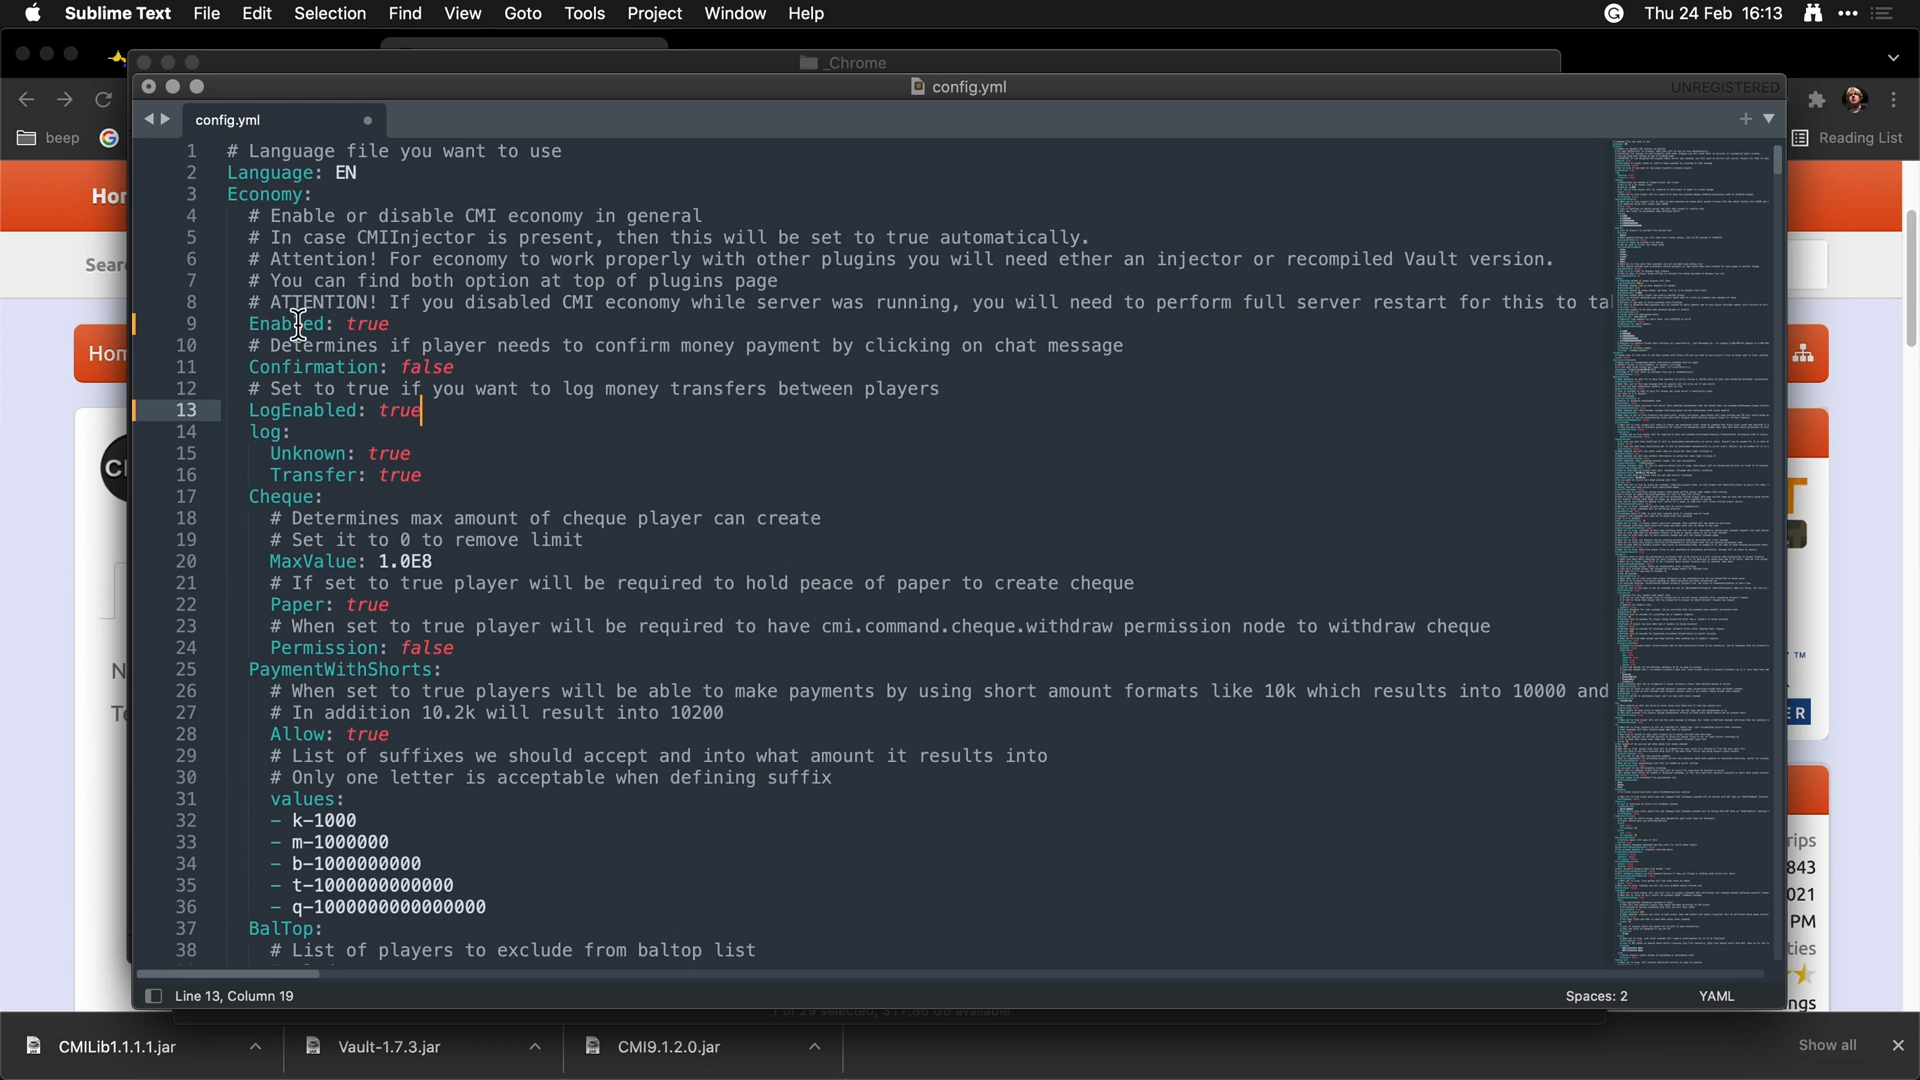 Sublime Text File Edit Selection Find View Goto Tools Project Window Help
Thu 24 Feb 16:13
_Chrome
config.yml
UNREGISTERED
beep
Reading List
config.yml
1 # Language file you want to use
2 Language: EN
3 Economy:
4 # Enable or disable CMI economy in general
5 # In case CMIInjector is present, then this will be set to true automatically.
6 # Attention! For economy to work properly with other plugins you will need ether an injector or recompiled Vault version.
7 # You can find both option at top of plugins page
8 # ATTENTION! If you disabled CMI economy while server was running, you will need to perform full server restart for this to ta
9 Enabled: true
10 # Determines if player needs to confirm money payment by clicking on chat message
11 Confirmation: false
12 # Set to true if you want to log money transfers between players
13 LogEnabled: true
14 log:
15 Unknown: true
16 Transfer: true
17 Cheque:
18 # Determines max amount of cheque player can create
19 # Set it to 0 to remove limit
20 MaxValue: 1.0E8
21 # If set to true player will be required to hold peace of paper to create cheque
22 Paper: true
23 # When set to true player will be required to have cmi.command.cheque.withdraw permission node to withdraw cheque
24 Permission: false
25 PaymentWithShorts:
26 # When set to true players will be able to make payments by using short amount formats like 10k which results into 10000 and
27 # In addition 10.2k will result into 10200
28 Allow: true
29 # List of suffixes we should accept and into what amount it results into
30 # Only one letter is acceptable when defining suffix
31 values:
32 - k-1000
33 - m-1000000
34 - b-1000000000
35 - t-1000000000000
36 - q-1000000000000000
37 BalTop:
38 # List of players to exclude from baltop list
Line 13, Column 19
Spaces: 2
YAML
Hom
Sear
Hom
C
N
Te
T
ER
rips
843
021
PM
ties
ngs
CMILib1.1.1.1.jar
Vault-1.7.3.jar
CMI9.1.2.0.jar
Show all